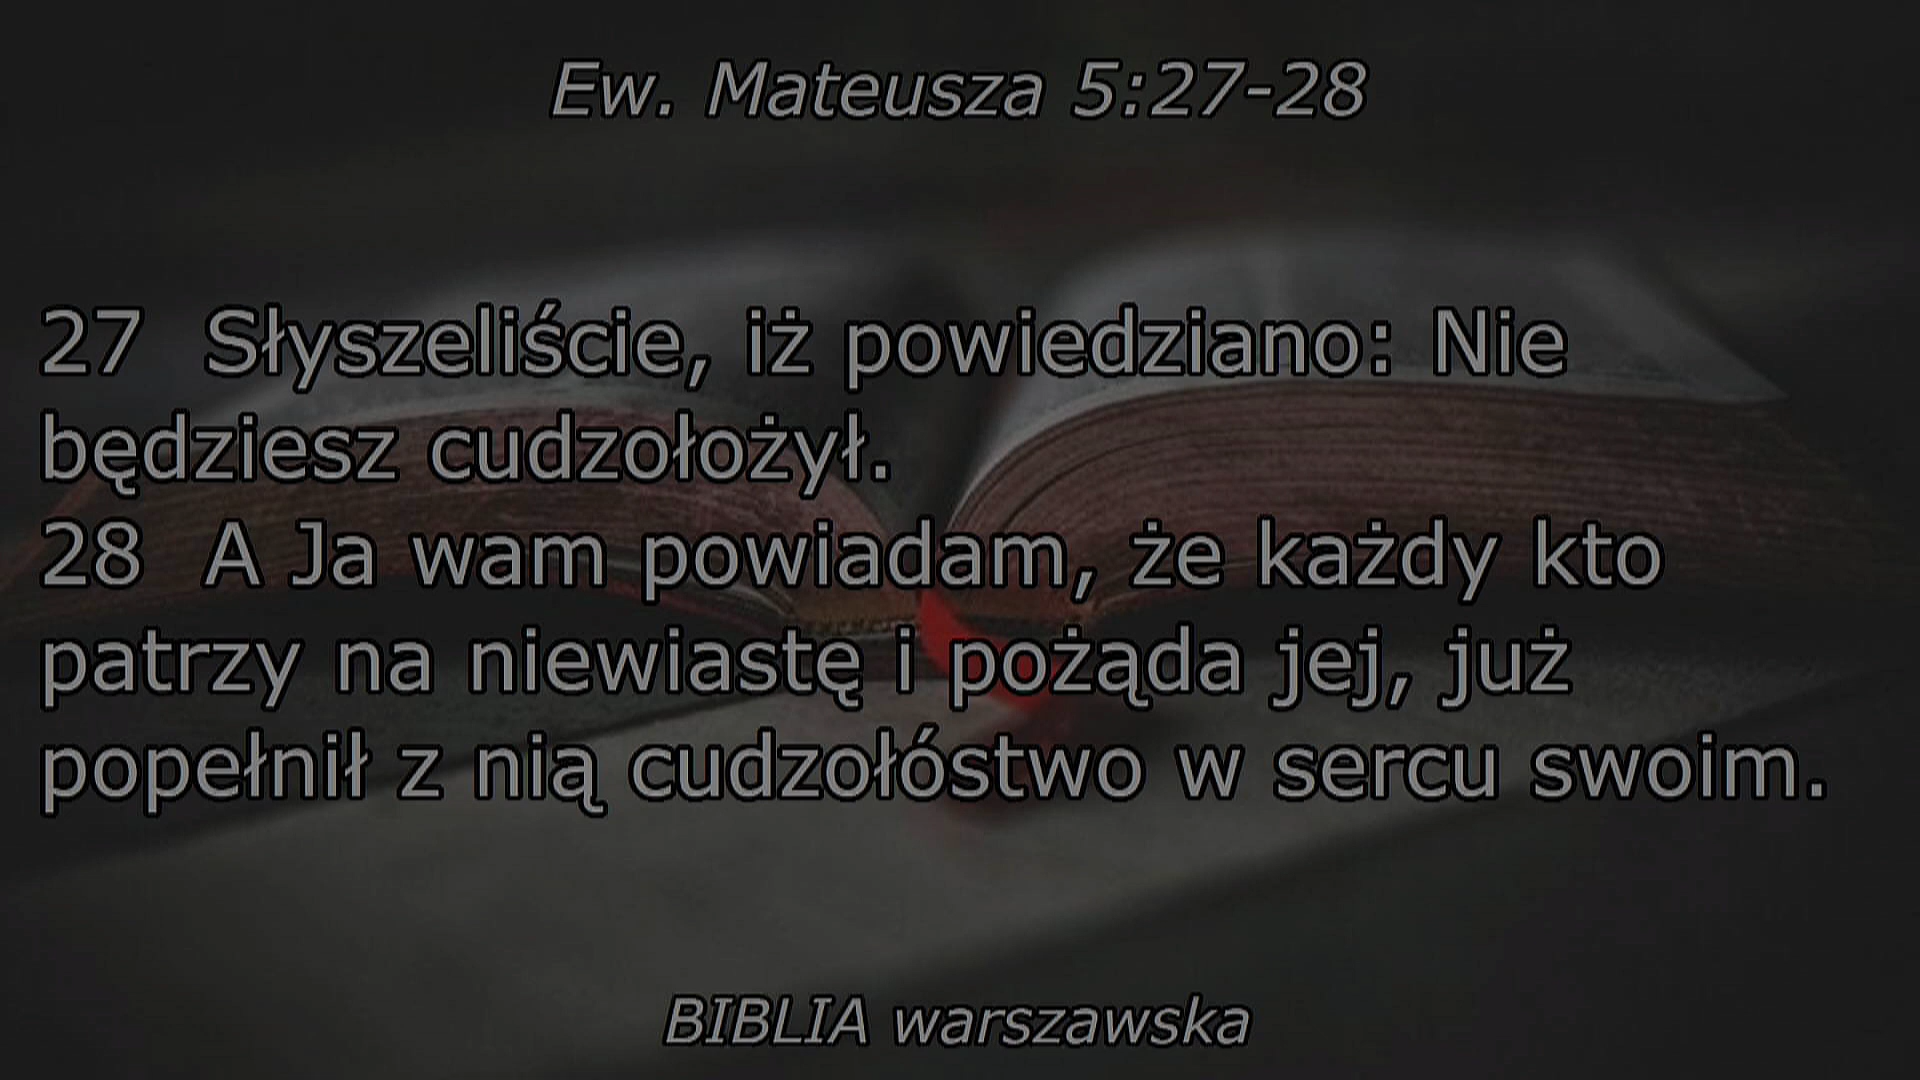 Ew. Mateusza 5:27-28
27 Słyszeliście, iż powiedziano: Nie
będziesz cudzołożył.
28 A Ja wam powiadam, że każdy kto
patrzy na niewiastę i pożąda jej, już
popełnił z nią cudzołóstwo w sercu swoim.
BIBLIA warszawska